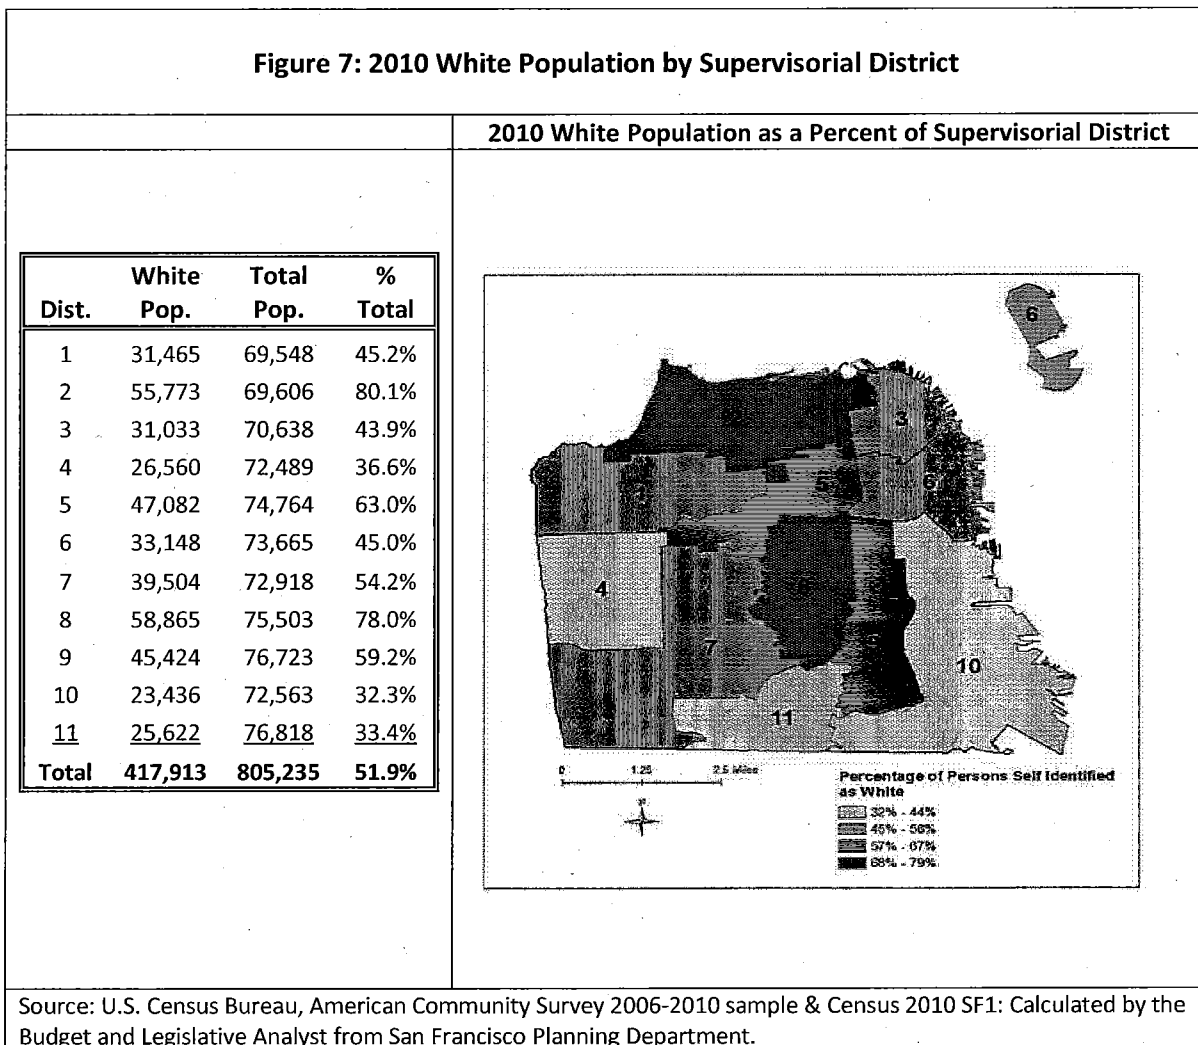 Figure 7: 2010 White Population by Supervisorial District
2010 White Population as a Percent of Supervisorial District
White Total %
Dist. Pop. Pop. Total
1 31,465 69,548 45.2%
2 55,773 69,606 80.1%
3 31,033 70,638 43.9%
4 26,560 72,489 36.6%
5 47,082 74,764 63.0%
6 33,148 73,665 45.0%
7 39,504 72,918 54.2%
8 58,865 75,503 78.0%
9 45,424 76,723 59.2%
10 23,436 72,563 32.3%
11 25,622 76,818 33.4%
Total 417,913 805,235 51.9%
6
3
5
6
4
7
10
11
0 1.25 2.5 Miles
Percentage of Persons Self Identified
as White
32% - 44%
45% - 56%
57% - 67%
68% - 79%
Source: U.S. Census Bureau, American Community Survey 2006-2010 sample & Census 2010 SF1: Calculated by the
Budget and Legislative Analyst from San Francisco Planning Department.